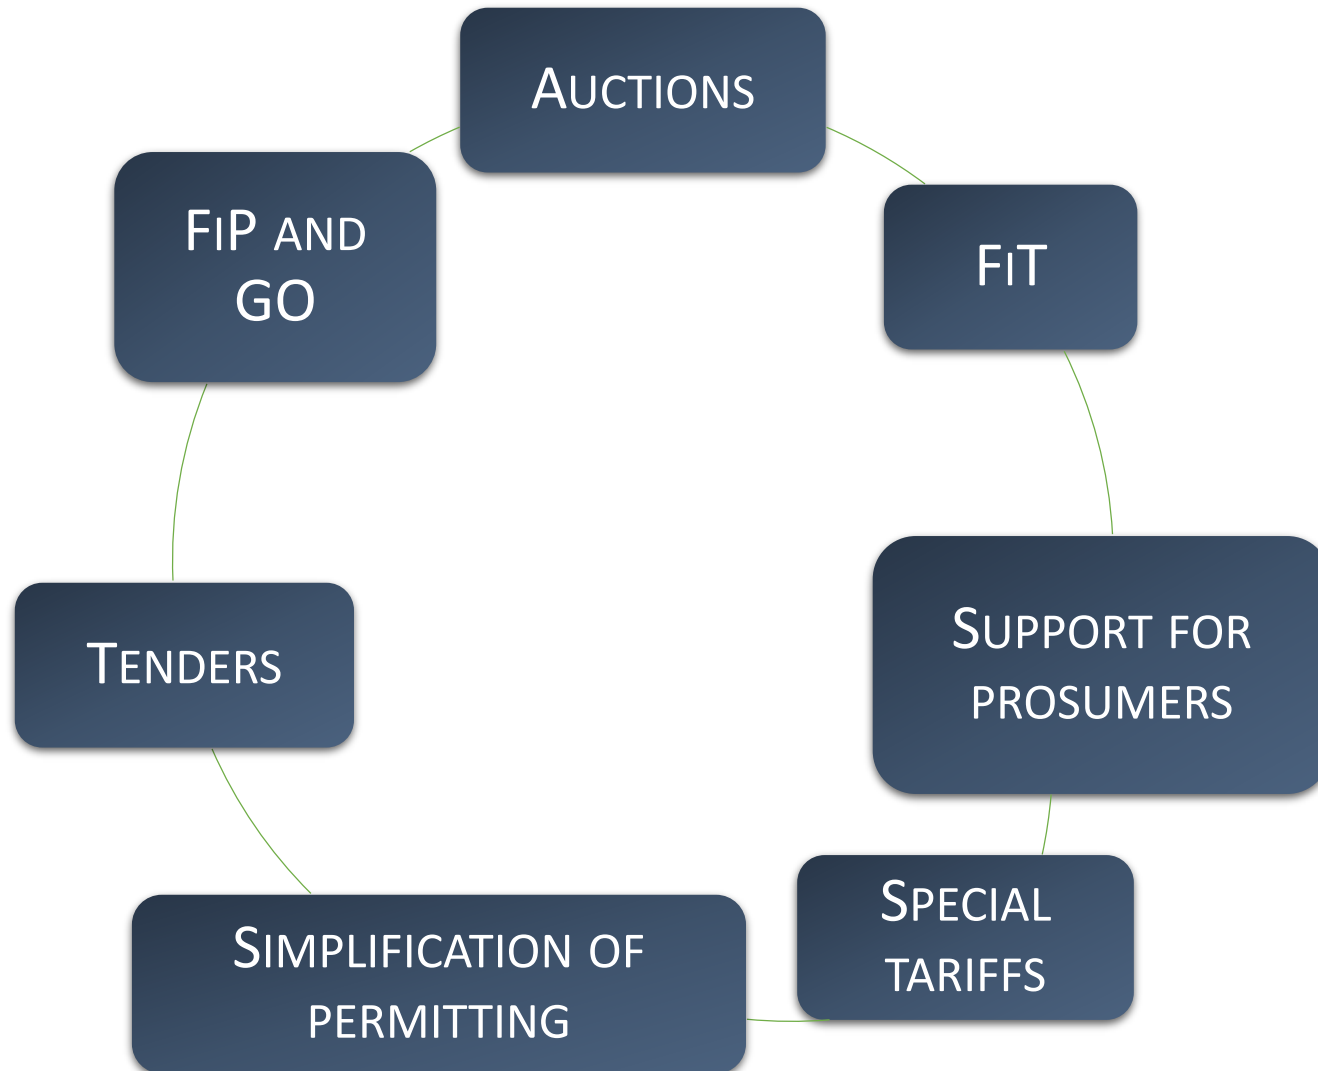 AUCTIONS
FIT
SUPPORT FOR
PROSUMERS
SPECIAL
TARIFFS
SIMPLIFICATION OF
PERMITTING
TENDERS
FIP AND
GO